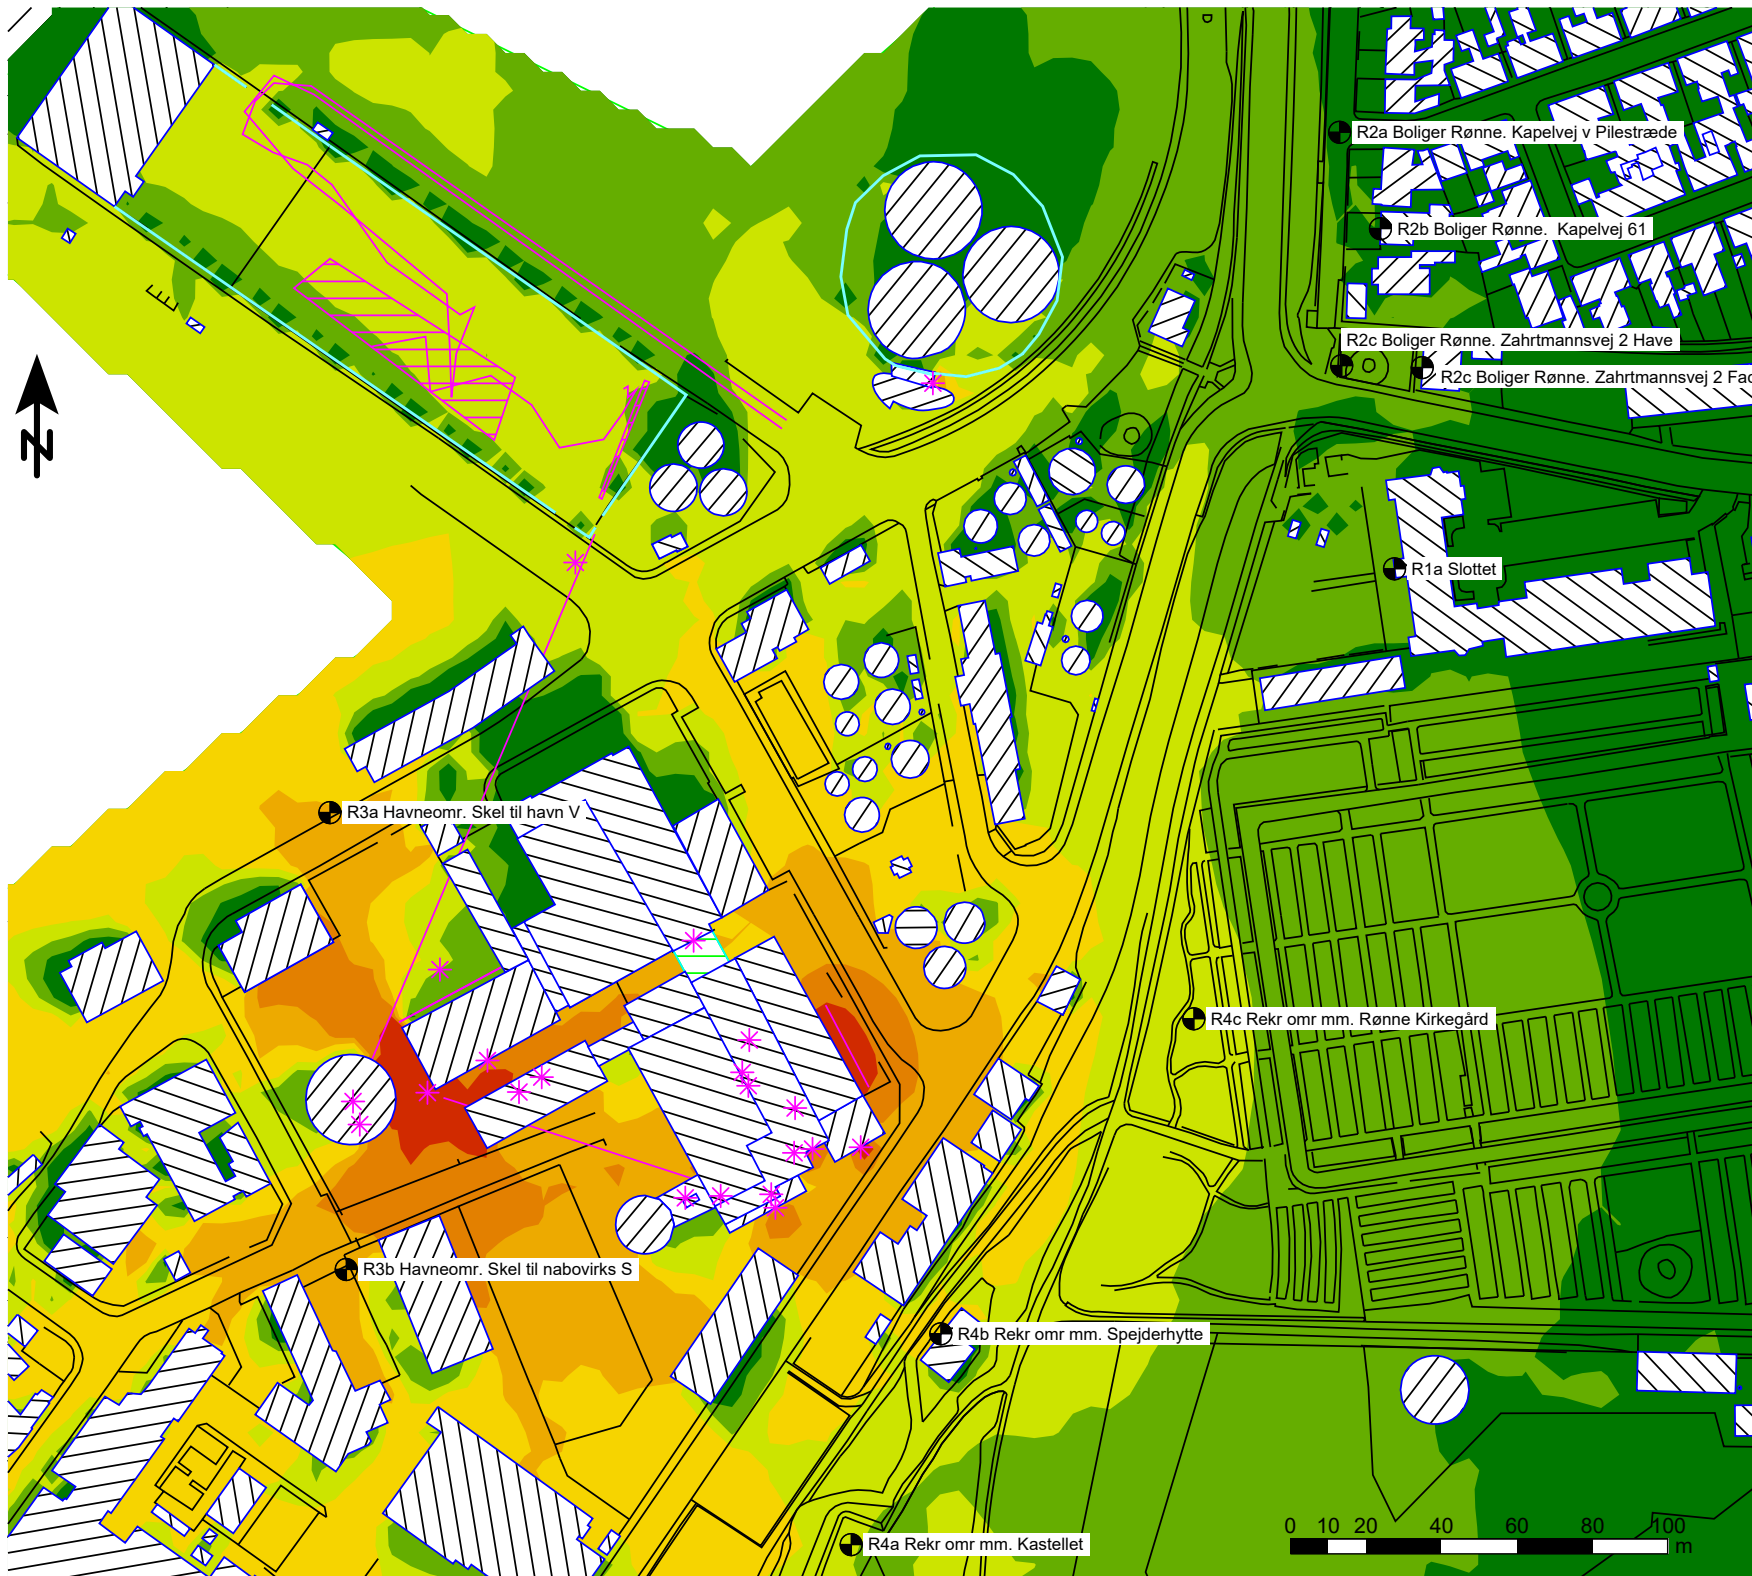 R2a Boliger Rønne. Kapelvej v Pilestræde
R2b Boliger Rønne.  Kapelvej 61
R2c Boliger Rønne. Zahrtmannsvej 2 Have
R2c Boliger Rønne. Zahrtmannsvej 2 Fac
N
R1a Slottet
R3a Havneomr. Skel til havn V
R4c Rekr omr mm. Rønne Kirkegård
R3b Havneomr. Skel til nabovirks S
R4b Rekr omr mm. Spejderhytte
R4a Rekr omr mm. Kastellet
0 10 20 40 60 80 100
m